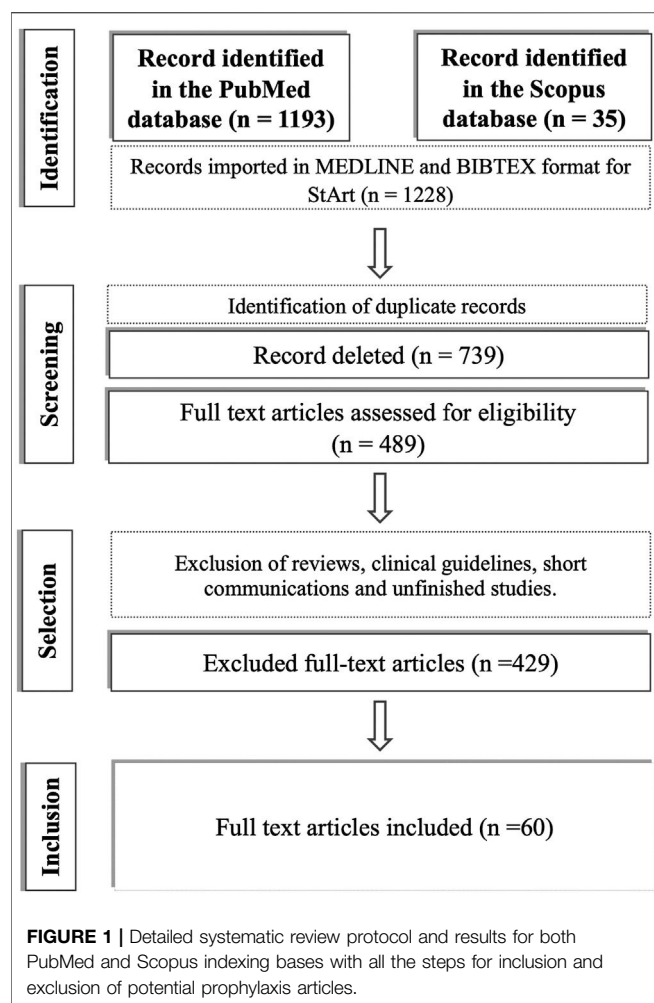 Identification
Record identified
in the PubMed
database (n = 1193)
Record identified
in the Scopus
database (n = 35)
Records imported in MEDLINE and BIBTEX format for
StArt (n = 1228)
Screening
Identification of duplicate records
Record deleted (n = 739)
Full text articles assessed for eligibility
(n = 489)
Selection
Exclusion of reviews, clinical guidelines, short
communications and unfinished studies.
Excluded full-text articles (n =429)
Inclusion
Full text articles included (n =60)
FIGURE 1 | Detailed systematic review protocol and results for both
PubMed and Scopus indexing bases with all the steps for inclusion and
exclusion of potential prophylaxis articles.